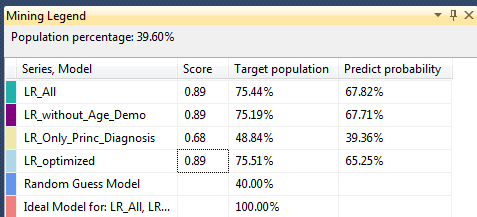 Mining Legend
Population percentage: 39.60%
Series, Model Score Target population Predict probability
LR_All 0.89 75.44% 67.82%
LR_without_Age_Demo 0.89 75.19% 67.71%
LR_Only_Princ_Diagnosis 0.68 48.84% 39.36%
LR_optimized 0.89 75.51% 65.25%
Random Guess Model 40.00%
Ideal Model for: LR_All, LR... 100.00%